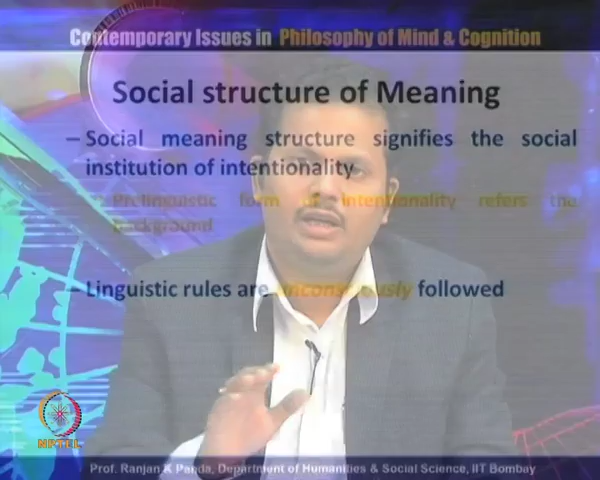 Contemporary Issues in Philosophy of Mind & Cognition
Social structure of Meaning
– Social meaning structure signifies the social
institution of intentionality
Prelinguistic form of intentionality refers the
background
– Linguistic rules are unconsciously followed
NPTEL
Prof. Ranjan K Panda, Department of Humanities & Social Science, IIT Bombay